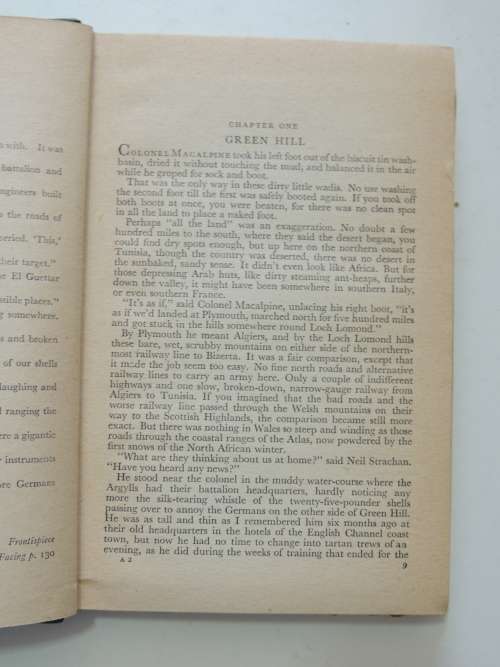 with. It was
battalion and
ngineers built
o the roads of
eried. 'This,'
their target."
e El Guettar
stible places."
ng somewhere.
s and broken
of our shells
laughing and
d ranging the
ere a gigantic
instruments
ore Germans
Frontispiece
Facing p. 130
CHAPTER ONE
GREEN HILL
COLONEL MACALPINE took his left foot out of the biscuit tin wash-
basin, dried it without touching the mud, and balanced it in the air
while he groped for sock and boot.
That was the only way in these dirty little wadis. No use washing
the second foot till the first was safely booted again. If you took off
both boots at once, you were beaten, for there was no clean spot
in all the land to place a naked foot.
Perhaps "all the land" was an exaggeration. No doubt a few
hundred miles to the south, where they said the desert began, you
could find dry spots enough, but up here on the northern coast of
Tunisia, though the country was deserted, there was no desert in
the sunbaked, sandy sense. It didn't even look like Africa. But for
those depressing Arab huts, like dirty steaming ant-heaps, further
down the valley, it might have been somewhere in southern Italy,
or even southern France.
"It's as if," said Colonel Macalpine, unlacing his right boot, "it's
as if we'd landed at Plymouth, marched north for five hundred miles
and got stuck in the hills somewhere round Loch Lomond."
By Plymouth he meant Algiers, and by the Loch Lomond hills
these bare, wet, scrubby mountains on either side of the northern-
most railway line to Bizerta. It was a fair comparison, except that
it made the job seem too easy. No fine north roads and alternative
railway lines to carry an army here. Only a couple of indifferent
highways and one slow, broken-down, narrow-gauge railway from
Algiers to Tunisia. If you imagined that the bad roads and the
worse railway line passed through the Welsh mountains on their
way to the Scottish Highlands, the comparison became still more
exact. But there was nothing in Wales so steep and winding as those
roads through the coastal ranges of the Atlas, now powdered by the
first snows of the North African winter.
"What are they thinking about us at home?" said Neil Strachan.
"Have you heard any news?"
He stood near the colonel in the muddy water-course where the
Argylls had their battalion headquarters, hardly noticing any
more the silk-tearing whistle of the twenty-five-pounder shells
passing over to annoy the Germans on the other side of Green Hill.
He was as tall and thin as I remembered him six months ago at
their old headquarters in the hotels of the English Channel coast
town, but now he had no time to change into tartan trews of an
evening, as he did during the weeks of training that ended for the
A 2
9